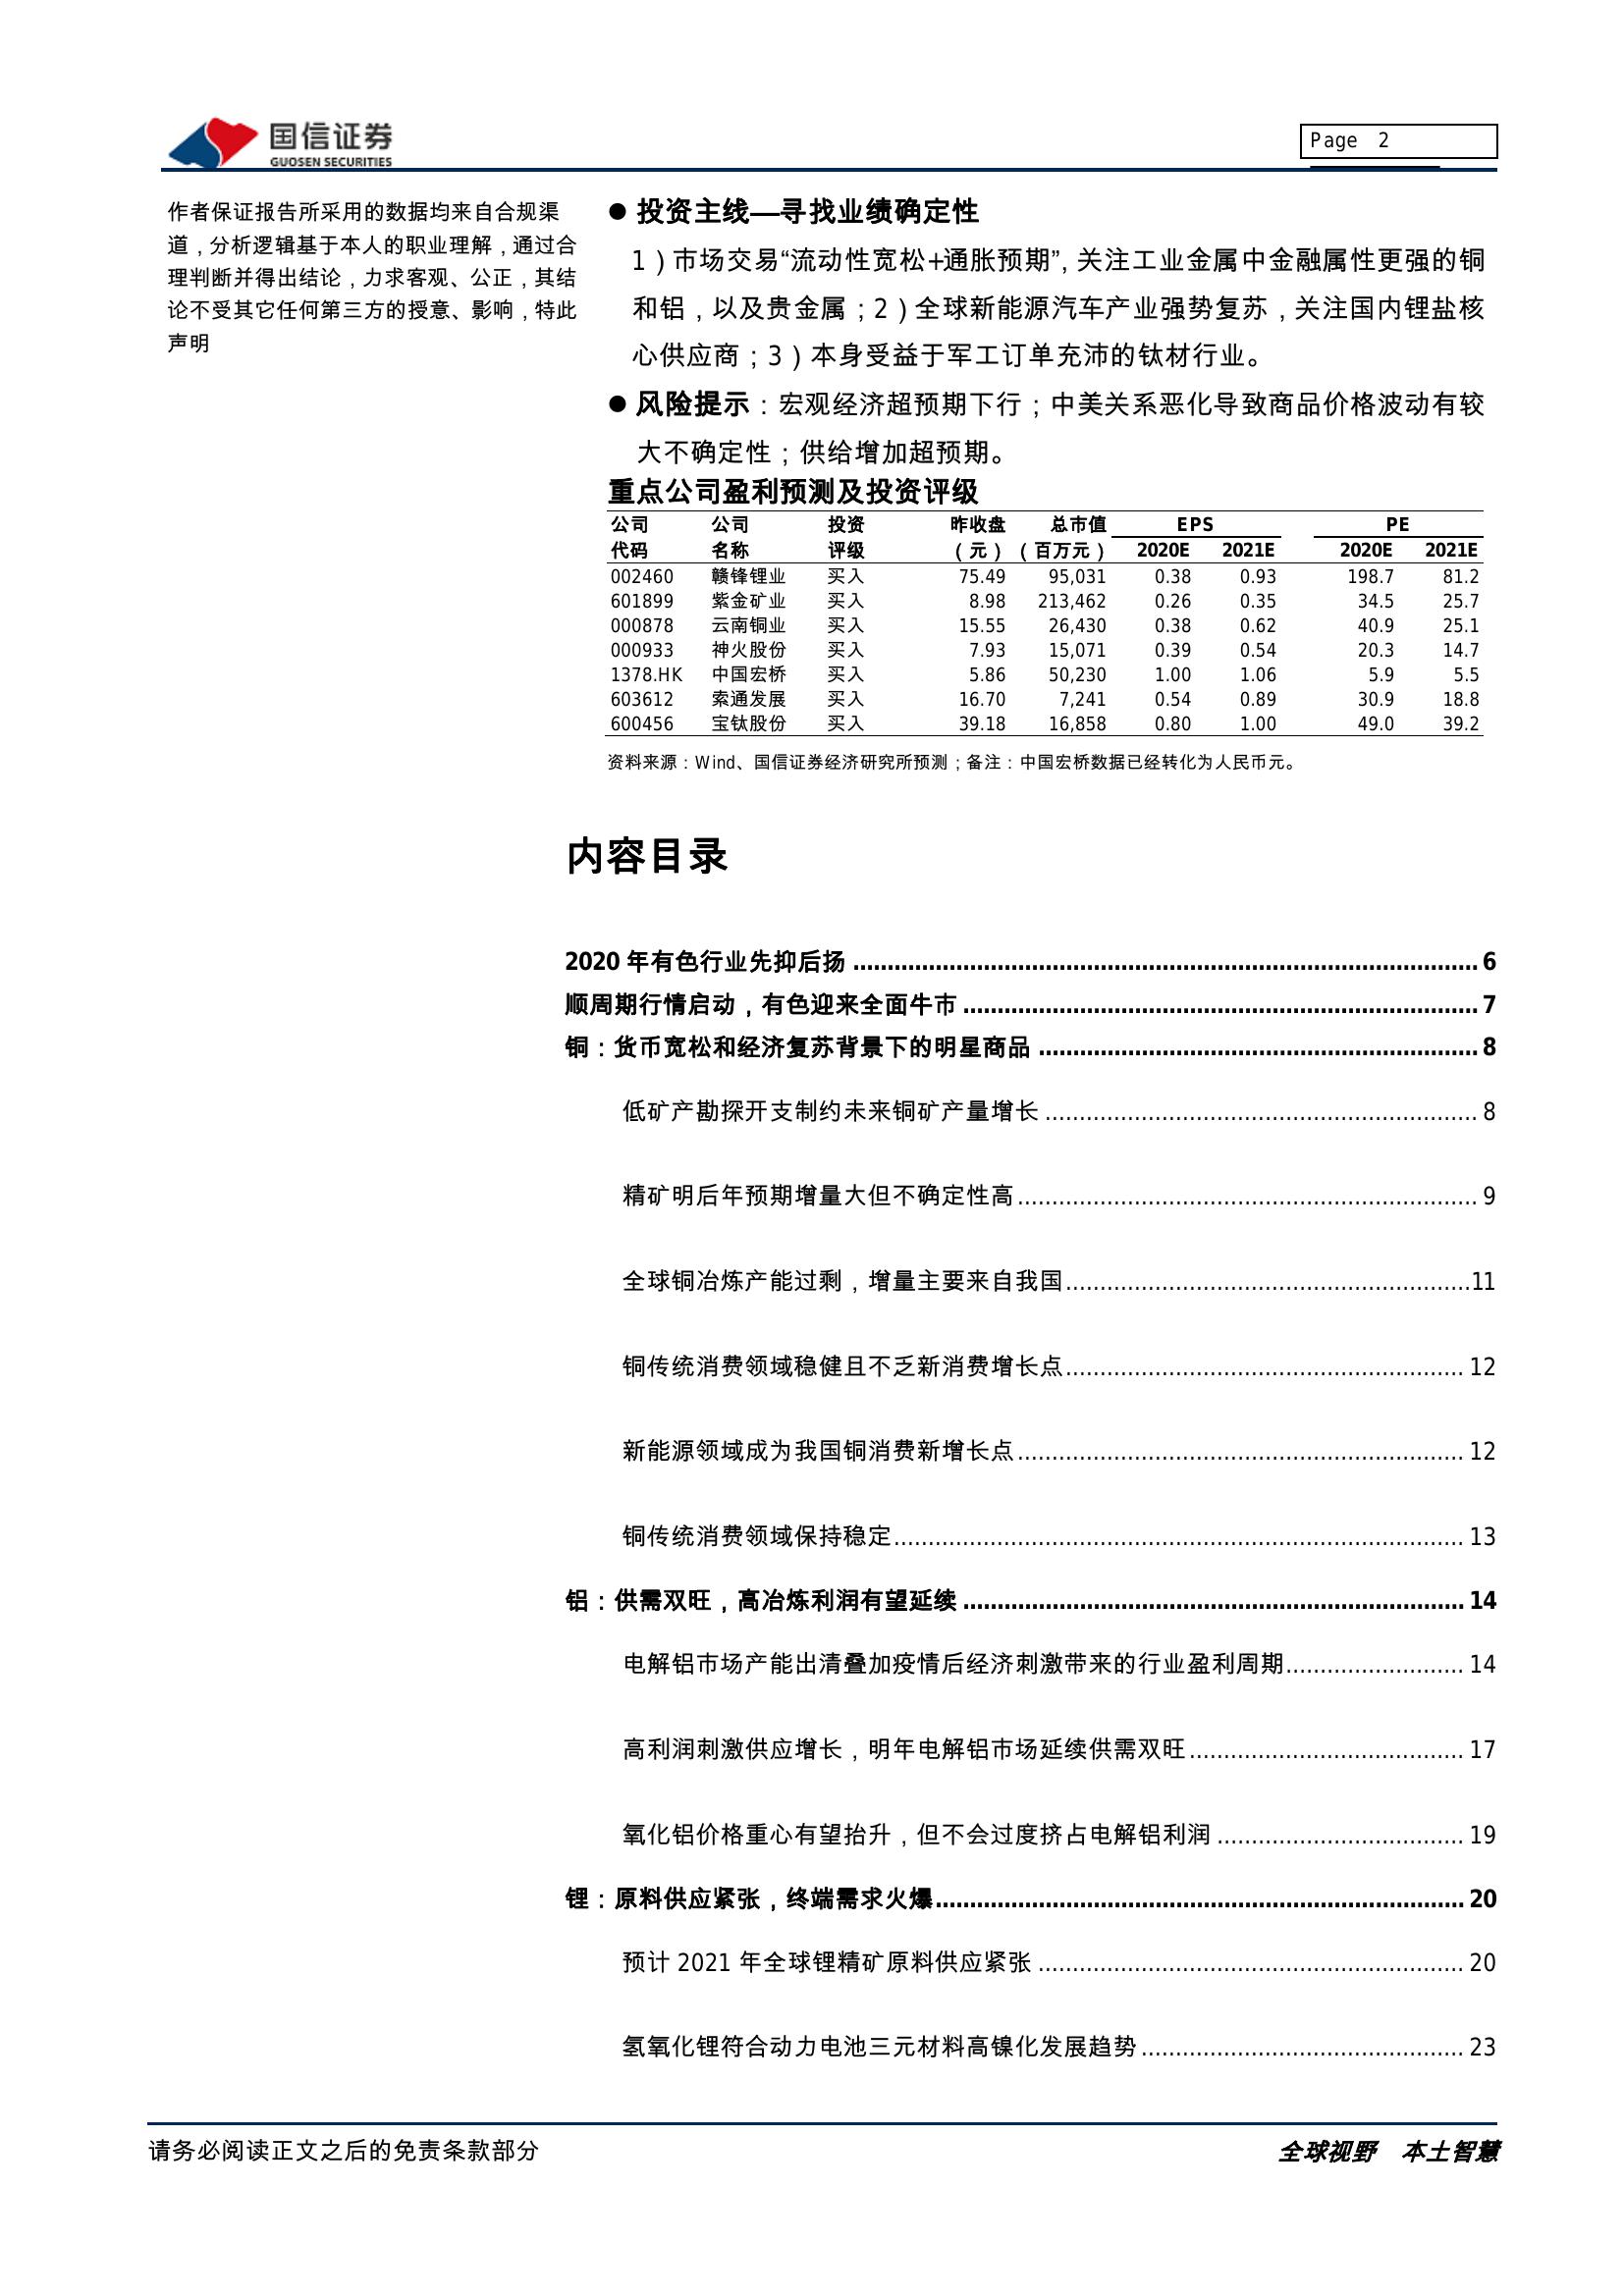 国信证券
GUOSEN SECURITIES
Page 2
作者保证报告所采用的数据均来自合规渠
道，分析逻辑基于本人的职业理解，通过合
理判断并得出结论，力求客观、公正，其结
论不受其它任何第三方的授意、影响，特此
声明
● 投资主线—寻找业绩确定性
1）市场交易“流动性宽松+通胀预期”，关注工业金属中金融属性更强的铜
和铝，以及贵金属；2）全球新能源汽车产业强势复苏，关注国内锂盐核
心供应商；3）本身受益于军工订单充沛的钛材行业。
● 风险提示：宏观经济超预期下行；中美关系恶化导致商品价格波动有较
大不确定性；供给增加超预期。
重点公司盈利预测及投资评级
公司 公司 投资 昨收盘 总市值 EPS PE
代码 名称 评级 （元） （百万元） 2020E 2021E 2020E 2021E
002460 赣锋锂业 买入 75.49 95,031 0.38 0.93 198.7 81.2
601899 紫金矿业 买入 8.98 213,462 0.26 0.35 34.5 25.7
000878 云南铜业 买入 15.55 26,430 0.38 0.62 40.9 25.1
000933 神火股份 买入 7.93 15,071 0.39 0.54 20.3 14.7
1378.HK 中国宏桥 买入 5.86 50,230 1.00 1.06 5.9 5.5
603612 索通发展 买入 16.70 7,241 0.54 0.89 30.9 18.8
600456 宝钛股份 买入 39.18 16,858 0.80 1.00 49.0 39.2
资料来源：Wind、国信证券经济研究所预测；备注：中国宏桥数据已经转化为人民币元。
内容目录
2020 年有色行业先抑后扬 ........ 6
顺周期行情启动，有色迎来全面牛市 ........ 7
铜：货币宽松和经济复苏背景下的明星商品 ........ 8
低矿产勘探开支制约未来铜矿产量增长 ........ 8
精矿明后年预期增量大但不确定性高 ........ 9
全球铜冶炼产能过剩，增量主要来自我国 ........ 11
铜传统消费领域稳健且不乏新消费增长点 ........ 12
新能源领域成为我国铜消费新增长点 ........ 12
铜传统消费领域保持稳定 ........ 13
铝：供需双旺，高冶炼利润有望延续 ........ 14
电解铝市场产能出清叠加疫情后经济刺激带来的行业盈利周期 ........ 14
高利润刺激供应增长，明年电解铝市场延续供需双旺 ........ 17
氧化铝价格重心有望抬升，但不会过度挤占电解铝利润 ........ 19
锂：原料供应紧张，终端需求火爆 ........ 20
预计 2021 年全球锂精矿原料供应紧张 ........ 20
氢氧化锂符合动力电池三元材料高镍化发展趋势 ........ 23
请务必阅读正文之后的免责条款部分
全球视野 本土智慧